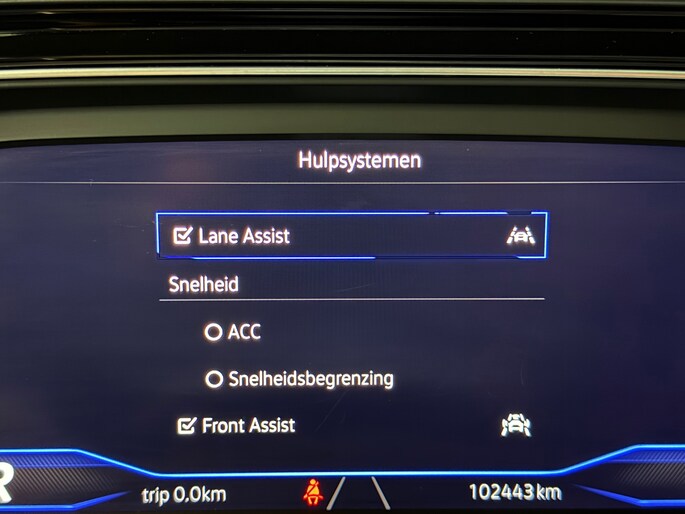 Hulpsystemen
Lane Assist
Snelheid
ACC
Snelheidsbegrenzing
Front Assist
R
trip 0.0km
102443 km